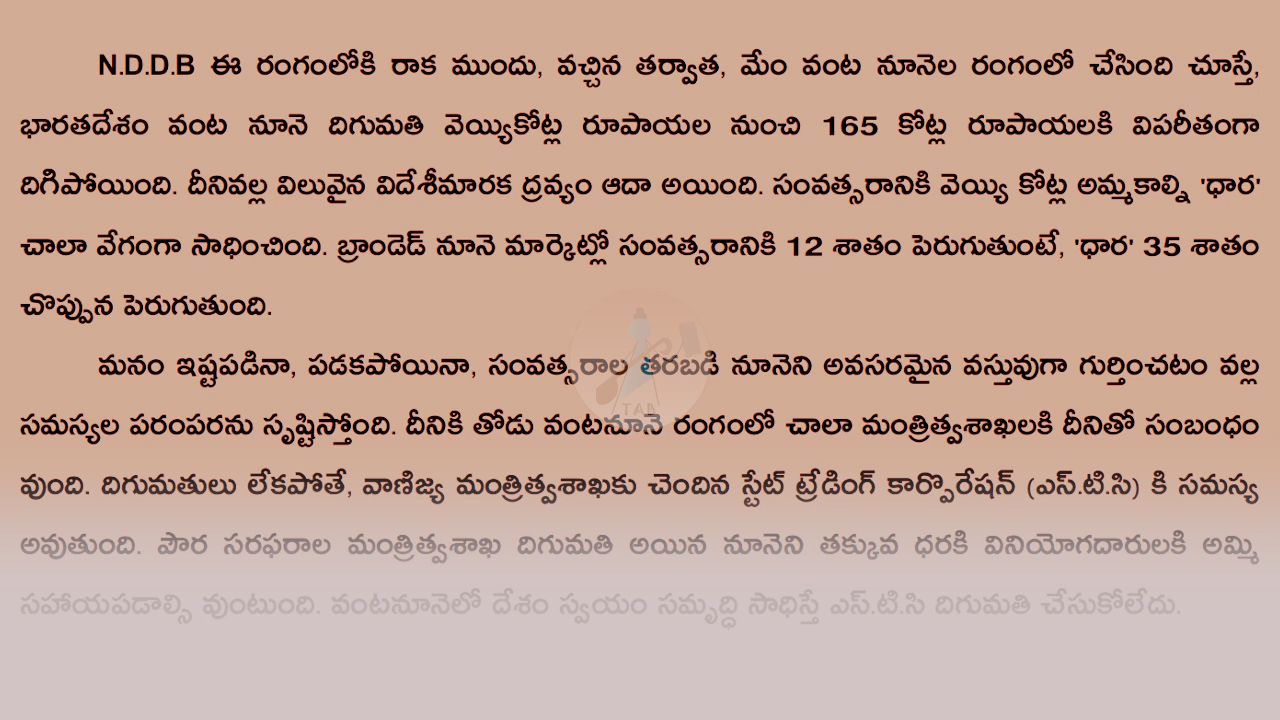 N.D.D.B ఈ రంగంలోకి రాక ముందు, వచ్చిన తర్వాత, మేం వంట నూనెల రంగంలో చేసింది చూస్తే,
భారతదేశం వంట నూనె దిగుమతి వెయ్యికోట్ల రూపాయల నుంచి 165 కోట్ల రూపాయలకి విపరీతంగా
దిగిపోయింది. దీనివల్ల విలువైన విదేశీమారక ద్రవ్యం ఆదా అయింది. సంవత్సరానికి వెయ్యి కోట్ల అమ్మకాల్ని 'ధార'
చాలా వేగంగా సాధించింది. బ్రాండెడ్ నూనె మార్కెట్లో సంవత్సరానికి 12 శాతం పెరుగుతుంటే, 'ధార' 35 శాతం
చొప్పున పెరుగుతుంది.
మనం ఇష్టపడినా, పడకపోయినా, సంవత్సరాల తరబడి నూనెని అవసరమైన వస్తువుగా గుర్తించటం వల్ల
సమస్యల పరంపరను సృష్టిస్తోంది. దీనికి తోడు వంటనూనె రంగంలో చాలా మంత్రిత్వశాఖలకి దీనితో సంబంధం
వుంది. దిగుమతులు లేకపోతే, వాణిజ్య మంత్రిత్వశాఖకు చెందిన స్టేట్ ట్రేడింగ్ కార్పొరేషన్ (ఎస్.టి.సి) కి సమస్య
అవుతుంది. పౌర సరఫరాల మంత్రిత్వశాఖ దిగుమతి అయిన నూనెని తక్కువ ధరకి వినియోగదారులకి అమ్మి
సహాయపడాల్సి వుంటుంది. వంటనూనెలో దేశం స్వయం సమృద్ధి సాధిస్తే ఎస్.టి.సి దిగుమతి చేసుకోలేదు.